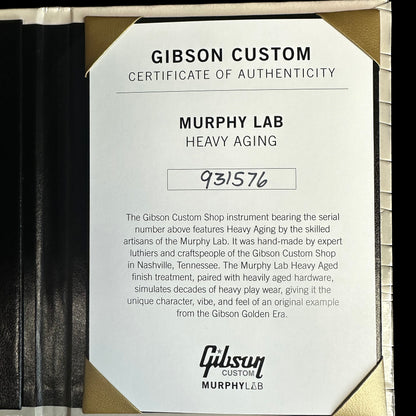 GIBSON CUSTOM
CERTIFICATE OF AUTHENTICITY
MURPHY LAB
HEAVY AGING
931576
The Gibson Custom Shop instrument bearing the serial
number above features Heavy Aging by the skilled
artisans of the Murphy Lab. It was hand-made by expert
luthiers and craftspeople of the Gibson Custom Shop
in Nashville, Tennessee. The Murphy Lab Heavy Aged
finish treatment, paired with heavily aged hardware,
simulates decades of heavy play wear, giving it the
unique character, vibe, and feel of an original example
from the Gibson Golden Era.
Gibson
CUSTOM
MURPHY LAB